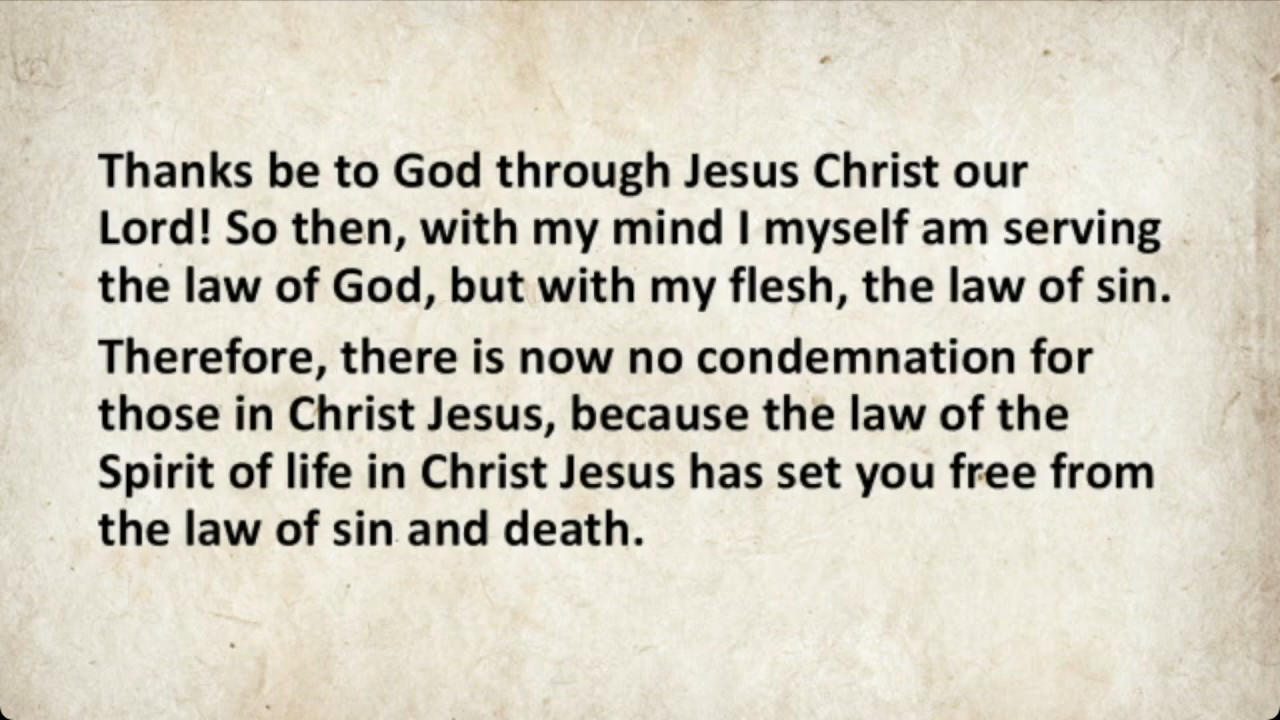 Thanks be to God through Jesus Christ our
Lord! So then, with my mind I myself am serving
the law of God, but with my flesh, the law of sin.
Therefore, there is now no condemnation for
those in Christ Jesus, because the law of the
Spirit of life in Christ Jesus has set you free from
the law of sin and death.